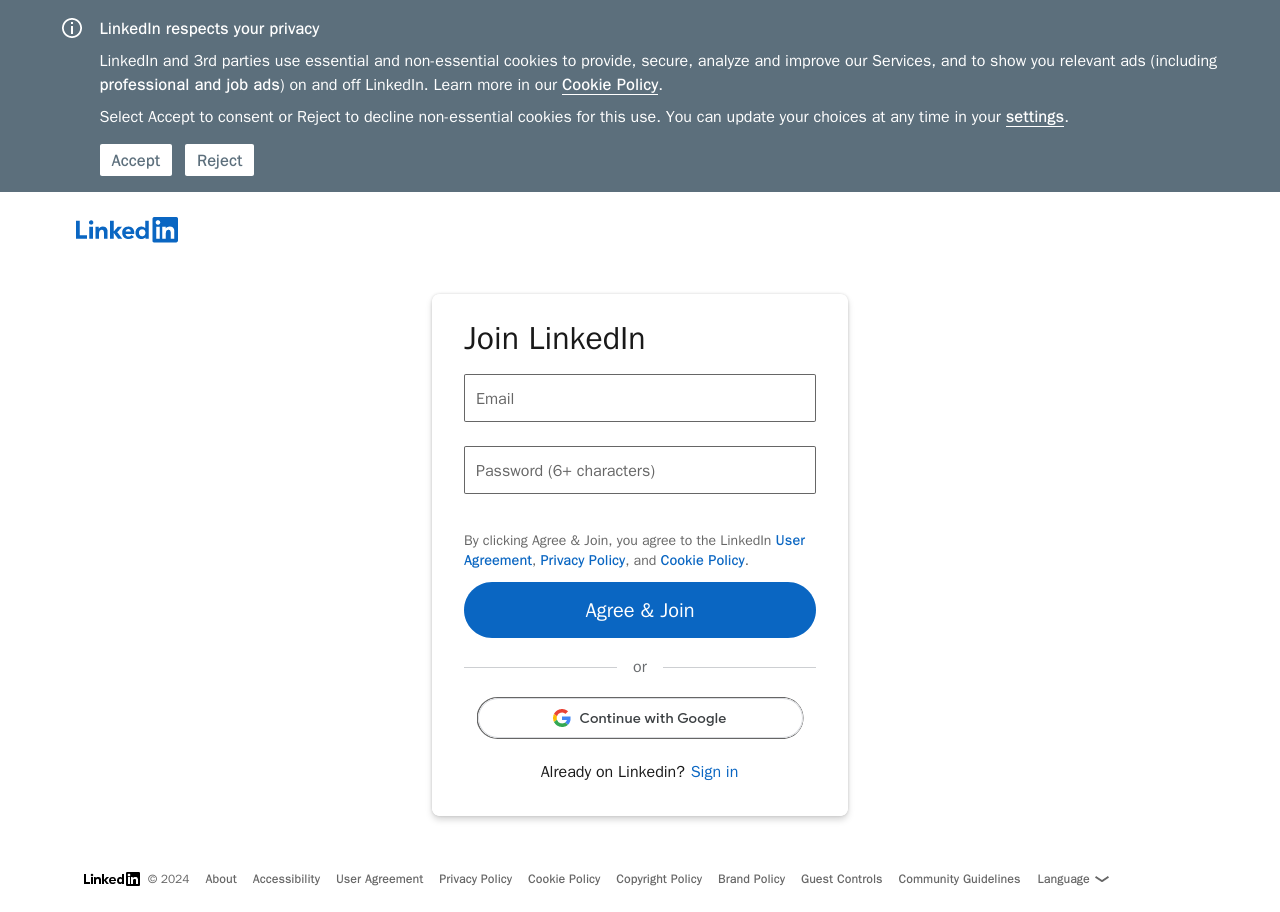 LinkedIn respects your privacy
LinkedIn and 3rd parties use essential and non-essential cookies to provide, secure, analyze and improve our Services, and to show you relevant ads (including
professional and job ads) on and off LinkedIn. Learn more in our Cookie Policy.
Select Accept to consent or Reject to decline non-essential cookies for this use. You can update your choices at any time in your settings.
Accept Reject
Linkedin
Join LinkedIn
Email
Password (6+ characters)
By clicking Agree & Join, you agree to the LinkedIn User
Agreement, Privacy Policy, and Cookie Policy.
Agree & Join
or
Continue with Google
Already on Linkedin? Sign in
Linkedin © 2024 About Accessibility User Agreement Privacy Policy Cookie Policy Copyright Policy Brand Policy Guest Controls Community Guidelines Language